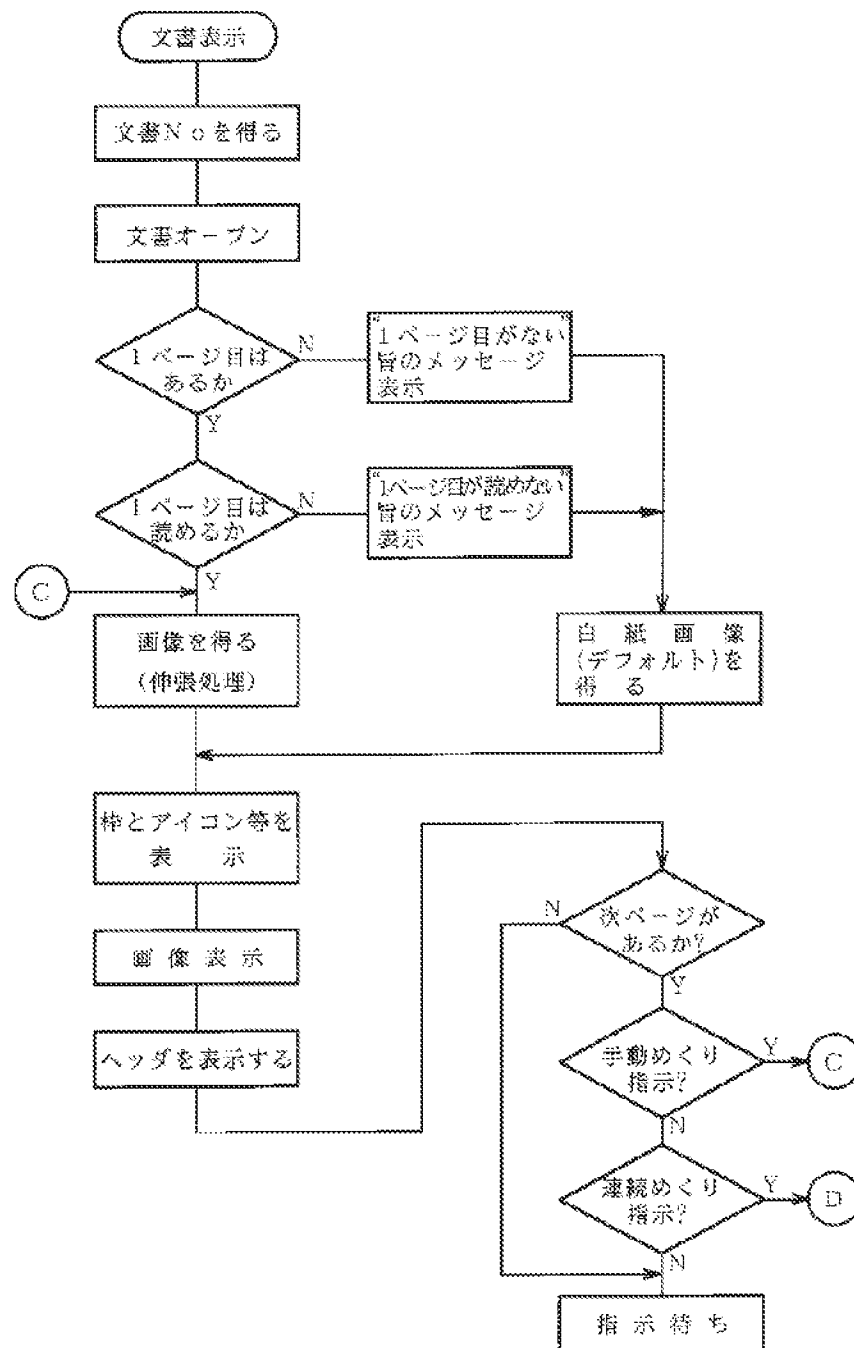 文書表示
文書Noを得る
文書オープン
1ページ目は
あるか
N
Y
"1ページ目がない
旨のメッセージ
表示
1ページ目は
読めるか
N
Y
"1ページ目が読めない"
旨のメッセージ
表示
C
画像を得る
(伸張処理)
白紙画像
(デフォルト)を
得る
枠とアイコン等を
表示
画像表示
ヘッダを表示する
次ページが
あるか?
N
Y
手動めくり
指示?
Y
C
N
連続めくり
指示?
Y
D
N
指示待ち